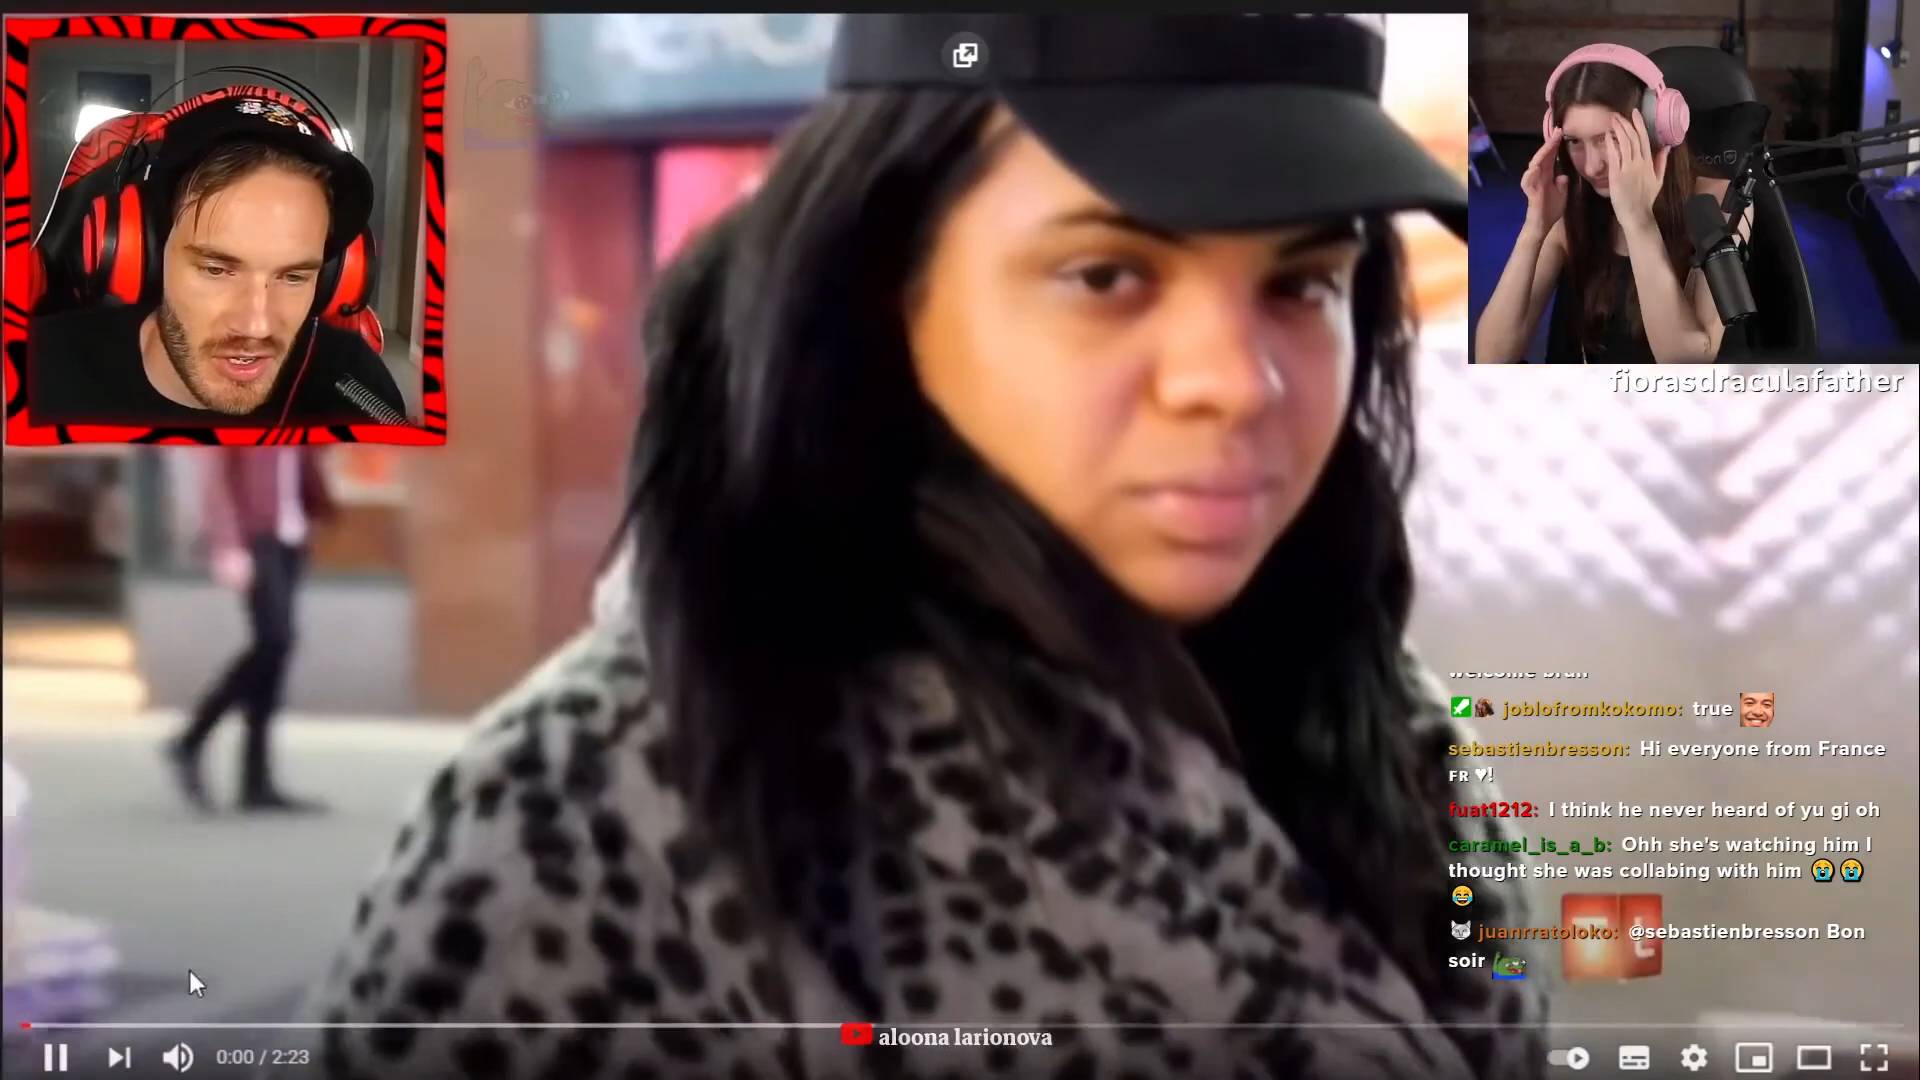 fiorasdraculafather
welcome bruh
joblofromkokomo: true
sebastienbresson: Hi everyone from France
FR ♥!
fuat1212: I think he never heard of yu gi oh
caramel_is_a_b: Ohh she's watching him I
thought she was collabing with him 😭 😭
😂
juanrratoloko: @sebastienbresson Bon
soir
aloona larionova
0:00 / 2:23